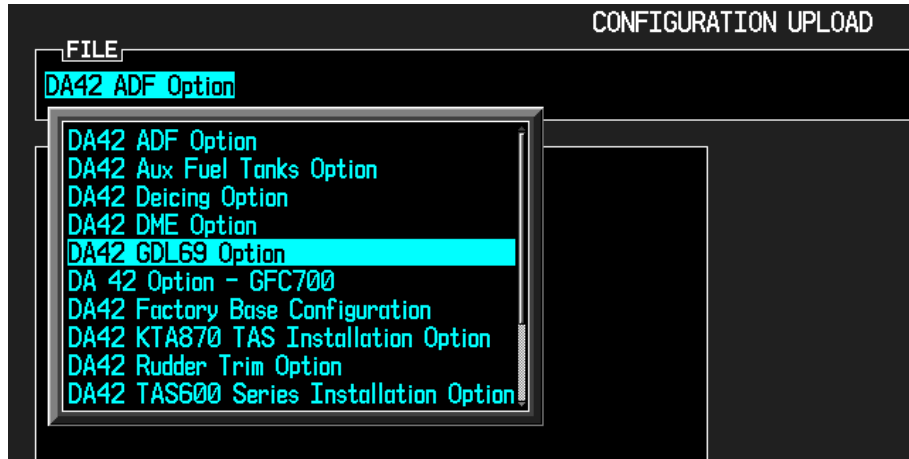 CONFIGURATION UPLOAD
FILE
DA42 ADF Option
DA42 ADF Option
DA42 Aux Fuel Tanks Option
DA42 Deicing Option
DA42 DME Option
DA42 GDL69 Option
DA 42 Option - GFC700
DA42 Factory Base Configuration
DA42 KTA870 TAS Installation Option
DA42 Rudder Trim Option
DA42 TAS600 Series Installation Option